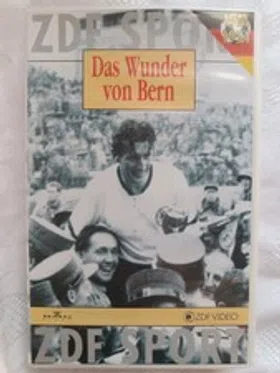 ZDF SPORT
Das Wunder
von Bern
ZDF VIDEO
ZDF SPORT